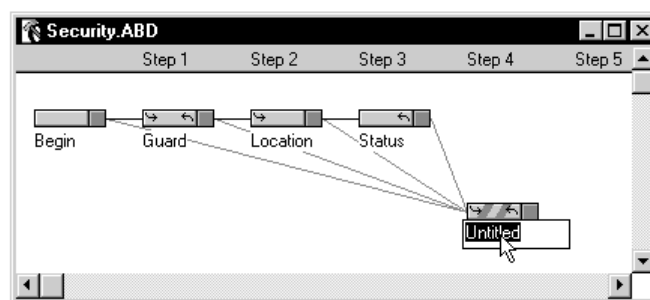 Security.ABD
Step 1 Step 2 Step 3 Step 4 Step 5
Begin Guard Location Status
Untitled